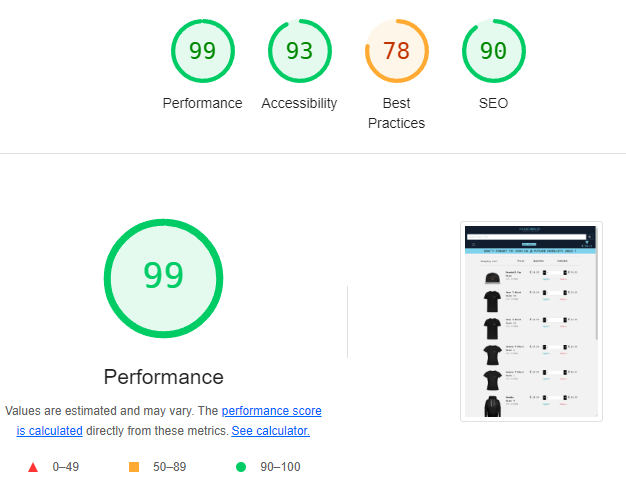 99
93
78
90
Performance
Accessibility
Best
Practices
SEO
99
Performance
Values are estimated and may vary. The performance score
is calculated directly from these metrics. See calculator.
0–49
50–89
90–100